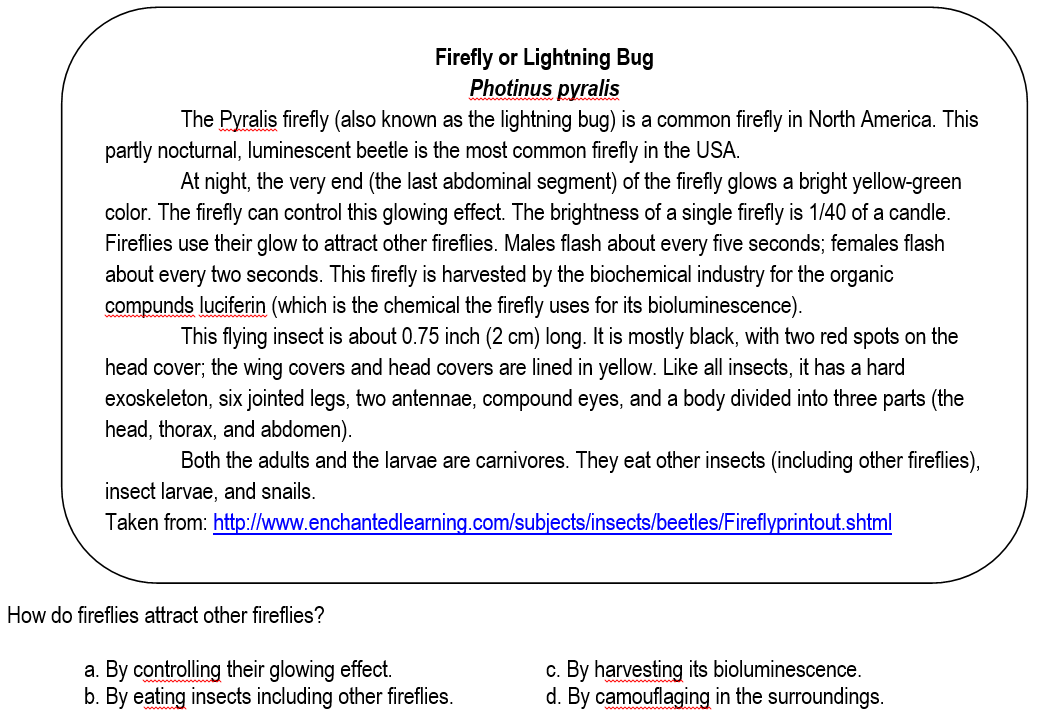 Firefly or Lightning Bug
Photinus pyralis
The Pyralis firefly (also known as the lightning bug) is a common firefly in North America. This
partly nocturnal, luminescent beetle is the most common firefly in the USA.
At night, the very end (the last abdominal segment) of the firefly glows a bright yellow-green
color. The firefly can control this glowing effect. The brightness of a single firefly is 1/40 of a candle.
Fireflies use their glow to attract other fireflies. Males flash about every five seconds; females flash
about every two seconds. This firefly is harvested by the biochemical industry for the organic
compunds luciferin (which is the chemical the firefly uses for its bioluminescence).
This flying insect is about 0.75 inch (2 cm) long. It is mostly black, with two red spots on the
head cover; the wing covers and head covers are lined in yellow. Like all insects, it has a hard
exoskeleton, six jointed legs, two antennae, compound eyes, and a body divided into three parts (the
head, thorax, and abdomen).
Both the adults and the larvae are carnivores. They eat other insects (including other fireflies),
insect larvae, and snails.
Taken from: http://www.enchantedlearning.com/subjects/insects/beetles/Fireflyprintout.shtml
How do fireflies attract other fireflies?
a. By controlling their glowing effect.
b. By eating insects including other fireflies.
c. By harvesting its bioluminescence.
d. By camouflaging in the surroundings.